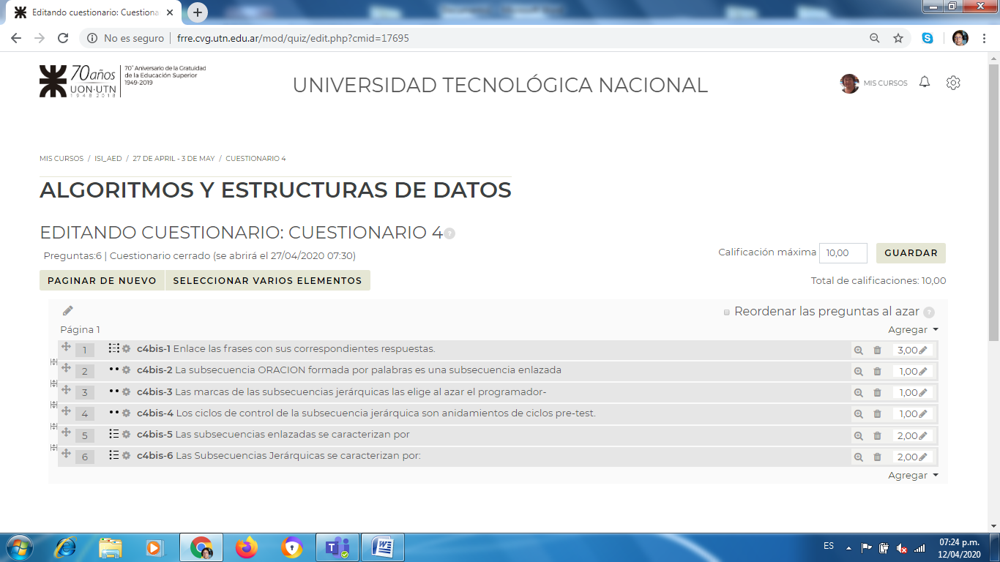 Editando cuestionario: Cuestiona
No es seguro | frre.cvg.utn.edu.ar/mod/quiz/edit.php?cmid=17695
70 años
UON·UTN
1948 2018
70° Aniversario de la Gratuidad
de la Educación Superior
1949-2019
UNIVERSIDAD TECNOLÓGICA NACIONAL
MIS CURSOS
MIS CURSOS / ISI_AED / 27 DE APRIL - 3 DE MAY / CUESTIONARIO 4
ALGORITMOS Y ESTRUCTURAS DE DATOS
EDITANDO CUESTIONARIO: CUESTIONARIO 4
Preguntas:6 | Cuestionario cerrado (se abrirá el 27/04/2020 07:30)
Calificación máxima 10,00 GUARDAR
PAGINAR DE NUEVO SELECCIONAR VARIOS ELEMENTOS
Total de calificaciones: 10,00
Reordenar las preguntas al azar
Página 1
Agregar
1 c4bis-1 Enlace las frases con sus correspondientes respuestas. 3,00
2 c4bis-2 La subsecuencia ORACION formada por palabras es una subsecuencia enlazada 1,00
3 c4bis-3 Las marcas de las subsecuencias jerárquicas las elige al azar el programador- 1,00
4 c4bis-4 Los ciclos de control de la subsecuencia jerárquica son anidamientos de ciclos pre-test. 1,00
5 c4bis-5 Las subsecuencias enlazadas se caracterizan por 2,00
6 c4bis-6 Las Subsecuencias Jerárquicas se caracterizan por: 2,00
Agregar
ES
07:24 p.m.
12/04/2020